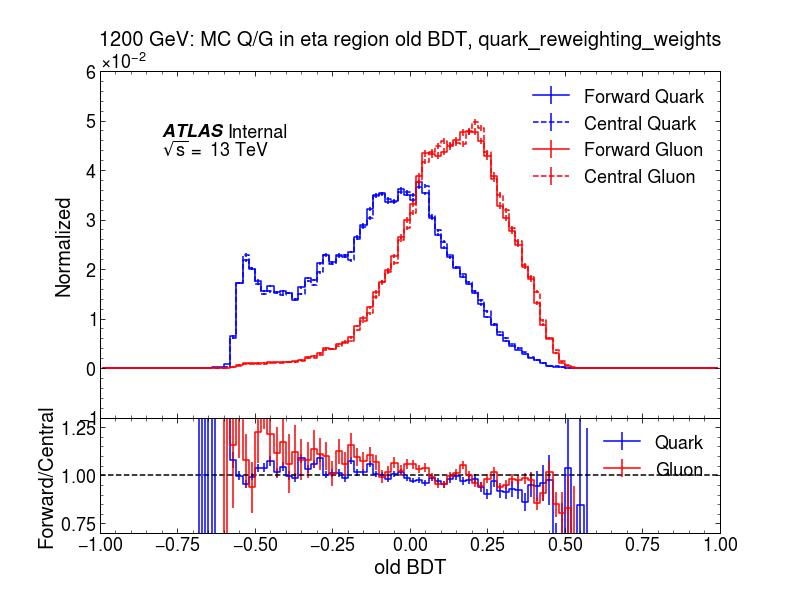 1200 GeV: MC Q/G in eta region old BDT, quark_reweighting_weights
×10⁻²
6
5
4
3
2
1
0
−1
Normalized
ATLAS Internal
√s = 13 TeV
Forward Quark
Central Quark
Forward Gluon
Central Gluon
1.25
1.00
0.75
Forward/Central
Quark
Gluon
−1.00 −0.75 −0.50 −0.25 0.00 0.25 0.50 0.75 1.00
old BDT